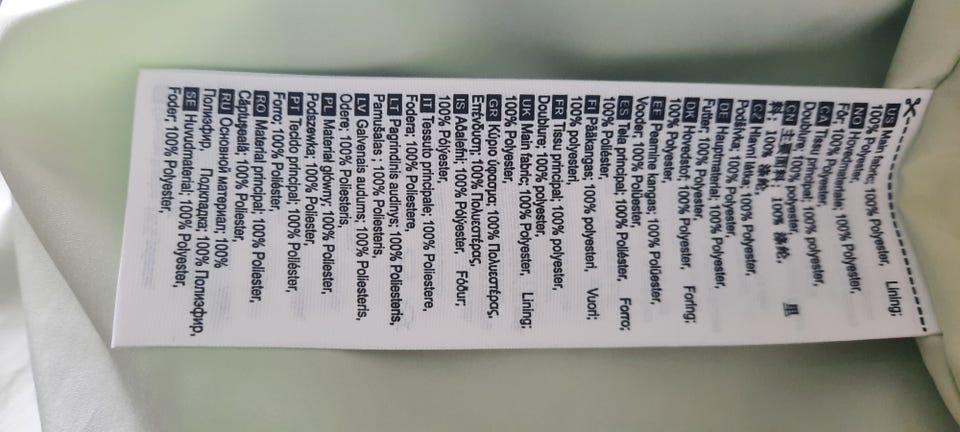 US Main fabric; 100% Polyester, Lining;
100% Polyester,
NO Hovedmateriale; 100% Polyester,
Fôr; 100% Polyester,
CA Tissu principal; 100% polyester,
Doublure; 100% polyester,
CN 主要面料; 100% 涤纶, 里
料; 100% 涤纶,
CZ Hlavní látka; 100% Polyester,
Podšívka; 100% Polyester,
DE Hauptmaterial; 100% Polyester,
Futter; 100% Polyester,
DK Hovedstof; 100% Polyester, Foring;
100% Polyester,
EE Peamine kangas; 100% Polüester,
Vooder; 100% Polüester,
ES Tela principal; 100% Poliéster, Forro;
100% Poliéster,
FI Pääkangas; 100% polyesteri, Vuori;
100% polyesteri,
FR Tissu principal; 100% polyester,
Doublure; 100% polyester,
UK Main fabric; 100% Polyester, Lining;
100% Polyester,
GR Κύριο ύφασμα; 100% Πολυεστέρας,
Επένδυση; 100% Πολυεστέρας,
IS Aðalefni; 100% Pólýester, Fóður;
100% Pólýester,
IT Tessuto principale; 100% Poliestere,
Fodera; 100% Poliestere,
LT Pagrindinis audinys; 100% Poliesteris,
Pamušalas ; 100% Poliesteris,
LV Galvenais audums; 100% Poliesteris,
Odere; 100% Poliesteris,
PL Materiał główny; 100% Poliester,
Podszewka; 100% Poliester,
PT Tecido principal; 100% Poliéster,
Forro; 100% Poliéster,
RO Material principal; 100% Poliester,
Căptuşeală; 100% Poliester,
RU Основной материал; 100%
Полиэфир, Подкладка; 100% Полиэфир,
SE Huvudmaterial; 100% Polyester,
Foder; 100% Polyester,